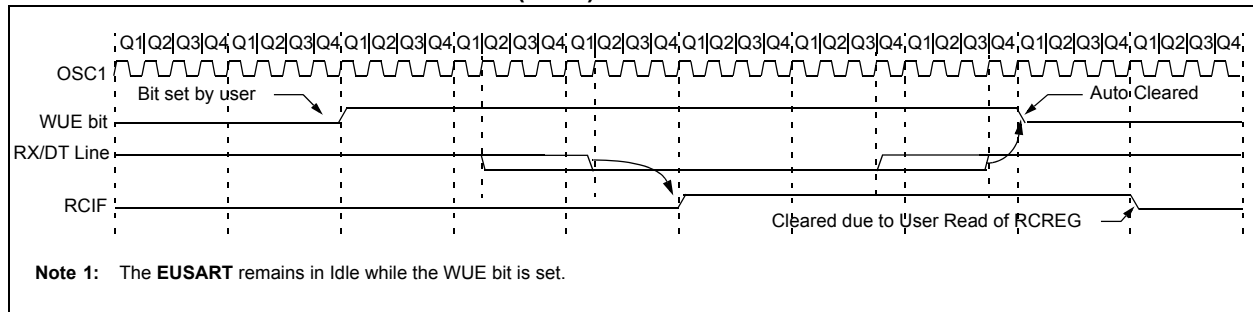 Q1|Q2|Q3|Q4 Q1|Q2|Q3|Q4 Q1|Q2|Q3|Q4 Q1|Q2|Q3|Q4 Q1|Q2|Q3|Q4 Q1|Q2|Q3|Q4 Q1|Q2|Q3|Q4 Q1|Q2|Q3|Q4 Q1|Q2|Q3|Q4 Q1|Q2|Q3|Q4
OSC1
Bit set by user
Auto Cleared
WUE bit
RX/DT Line
RCIF
Cleared due to User Read of RCREG
Note 1: The EUSART remains in Idle while the WUE bit is set.